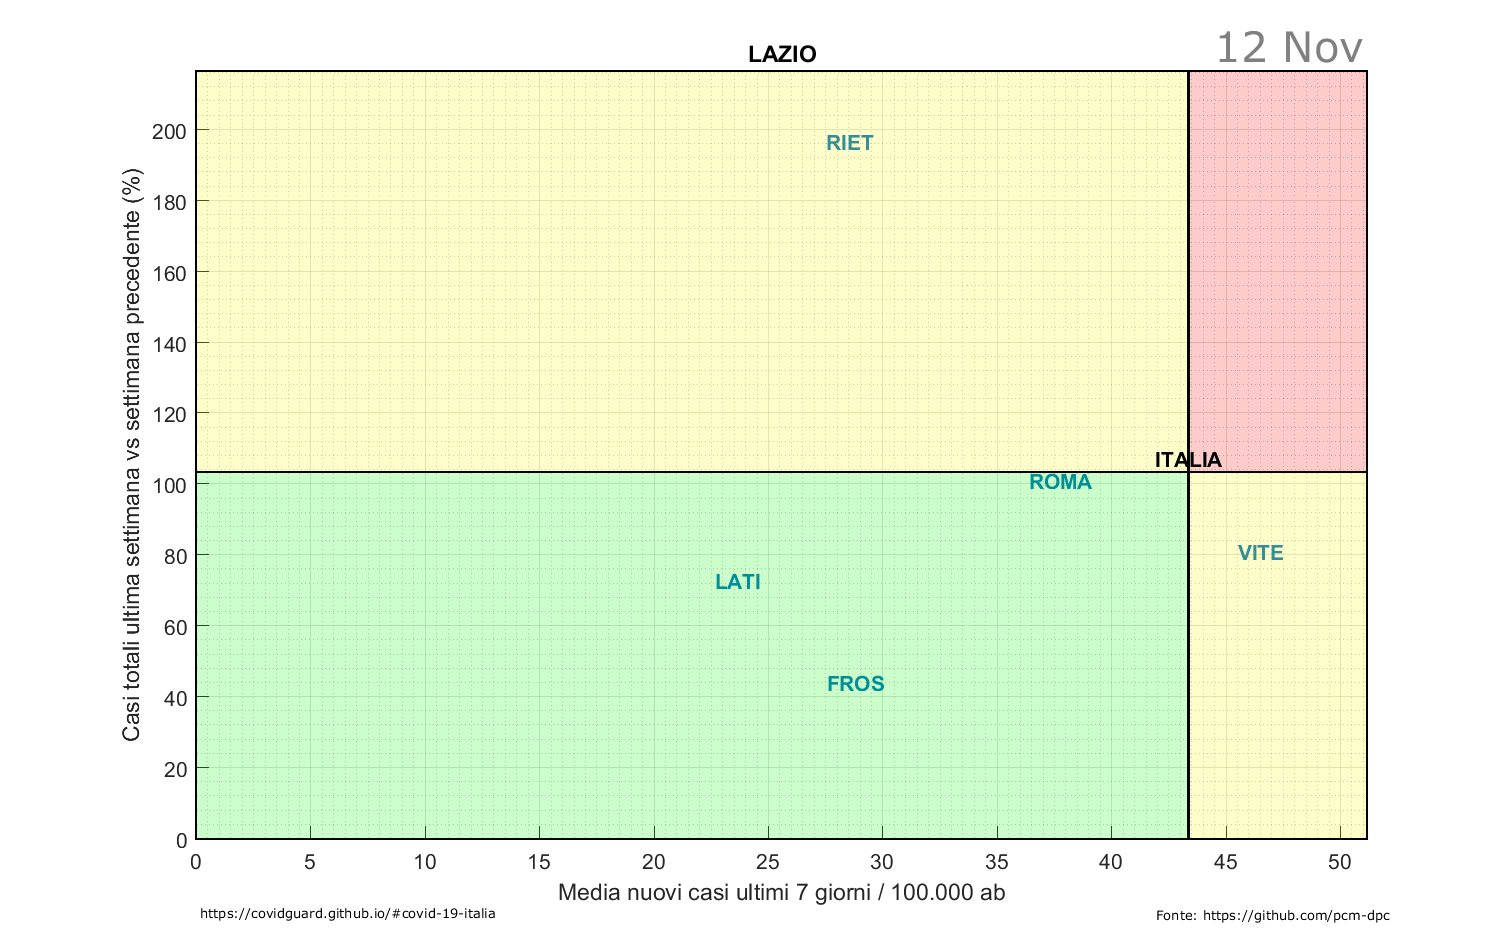 LAZIO
12 Nov
Casi totali ultima settimana vs settimana precedente (%)
200
180
160
140
120
100
80
60
40
20
0
RIET
ITALIA
ROMA
VITE
LATI
FROS
0 5 10 15 20 25 30 35 40 45 50
Media nuovi casi ultimi 7 giorni / 100.000 ab
https://covidguard.github.io/#covid-19-italia
Fonte: https://github.com/pcm-dpc